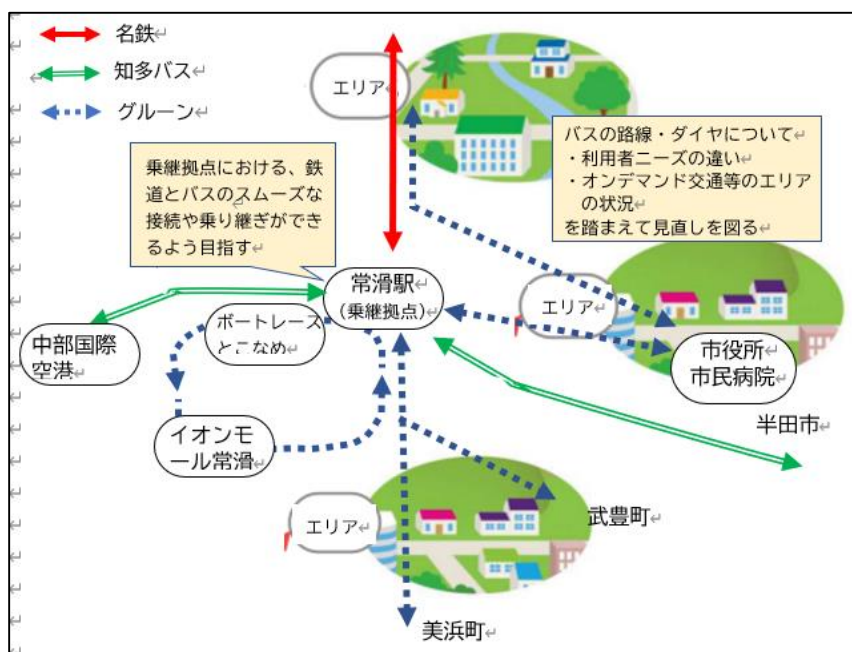 名鉄
知多バス
グルーン
エリア
バスの路線・ダイヤについて
・利用者ニーズの違い
・オンデマンド交通等のエリア
の状況
を踏まえて見直しを図る
乗継拠点における、鉄
道とバスのスムーズな
接続や乗り継ぎができ
るよう目指す
常滑駅
(乗継拠点)
エリア
ボートレース
とこなめ
中部国際
空港
市役所
市民病院
イオンモ
ール常滑
半田市
エリア
武豊町
美浜町